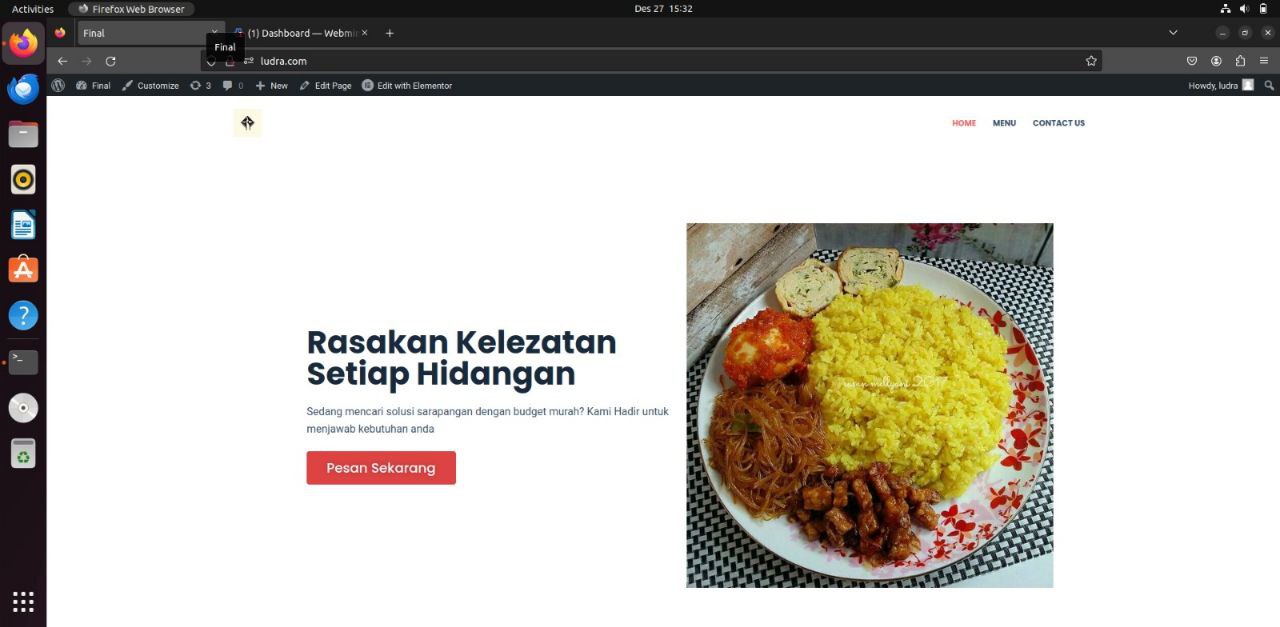 Activities
Firefox Web Browser
Des 27 15:32
Final
(1) Dashboard — Webmin
Final
ludra.com
Final
Customize
3
0
New
Edit Page
Edit with Elementor
Howdy, ludra
HOME
MENU
CONTACT US
Rasakan Kelezatan
Setiap Hidangan
Sedang mencari solusi sarapangan dengan budget murah? Kami Hadir untuk
menjawab kebutuhan anda
Pesan Sekarang
2017